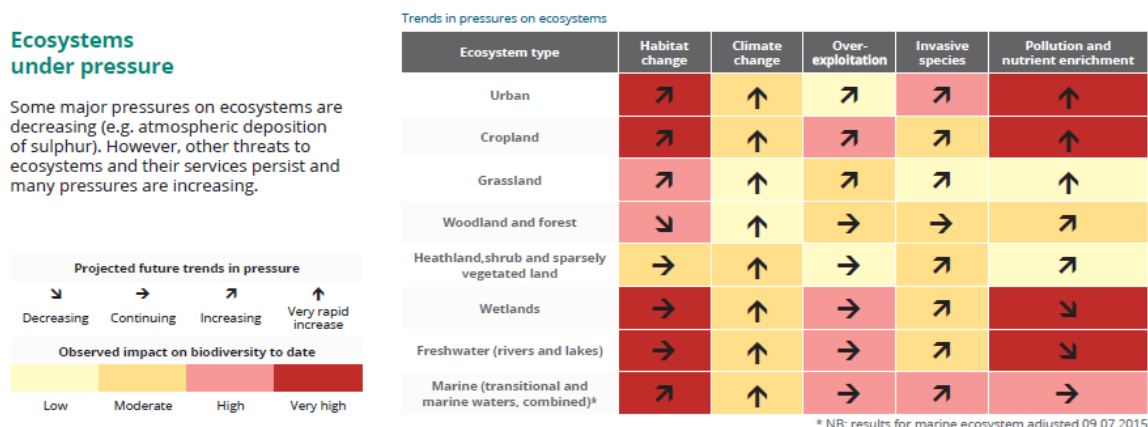 Ecosystems
under pressure
Some major pressures on ecosystems are
decreasing (e.g. atmospheric deposition
of sulphur). However, other threats to
ecosystems and their services persist and
many pressures are increasing.
Projected future trends in pressure
↘ → ↗ ↑
Decreasing Continuing Increasing Very rapid
increase
Observed impact on biodiversity to date
Low Moderate High Very high
Trends in pressures on ecosystems
Ecosystem type Habitat Climate Over- Invasive Pollution and
change change exploitation species nutrient enrichment
Urban ↗ ↑ ↗ ↗ ↑
Cropland ↗ ↑ ↗ ↗ ↑
Grassland ↗ ↑ ↗ ↗ ↑
Woodland and forest ↘ ↑ → → ↗
Heathland,shrub and sparsely
vegetated land → ↑ → ↗ ↗
Wetlands → ↑ → ↗ ↘
Freshwater (rivers and lakes) → ↑ → ↗ ↘
Marine (transitional and
marine waters, combined)* ↗ ↑ → ↗ →
* NB: results for marine ecosystem adjusted 09.07.2015